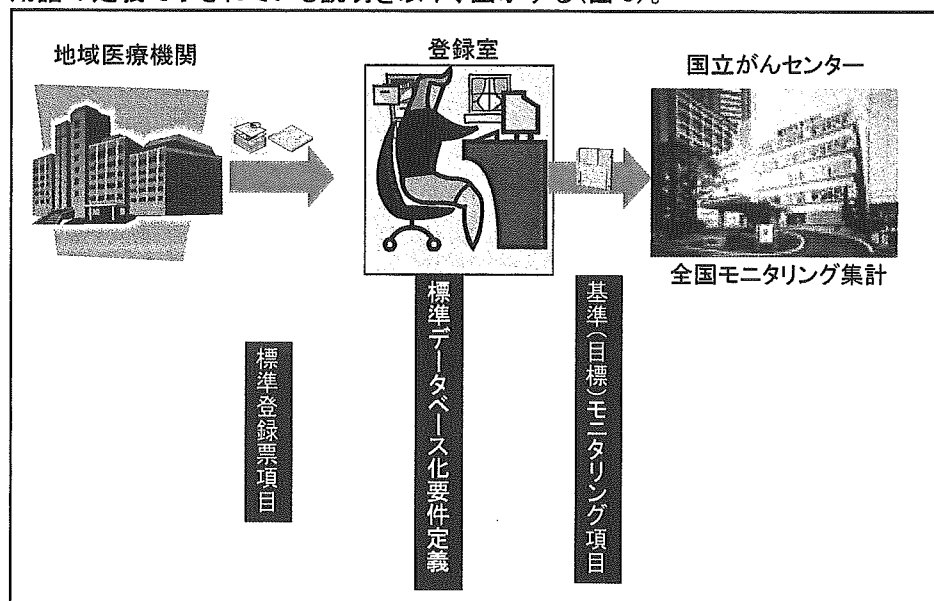 地域医療機関
登録室
国立がんセンター
全国モニタリング集計
標準登録票項目
標準データベース化要件定義
基準(目標)モニタリング項目